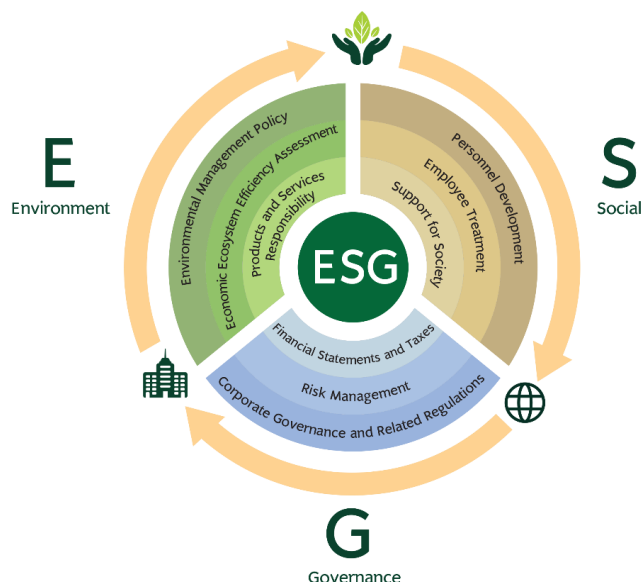 E
Environment
Environmental Management Policy
Economic Ecosystem Efficiency Assessment
Products and Services
Responsibility
ESG
Personnel Development
Employee Treatment
Support for Society
S
Social
Financial Statements and Taxes
Risk Management
Corporate Governance and Related Regulations
G
Governance